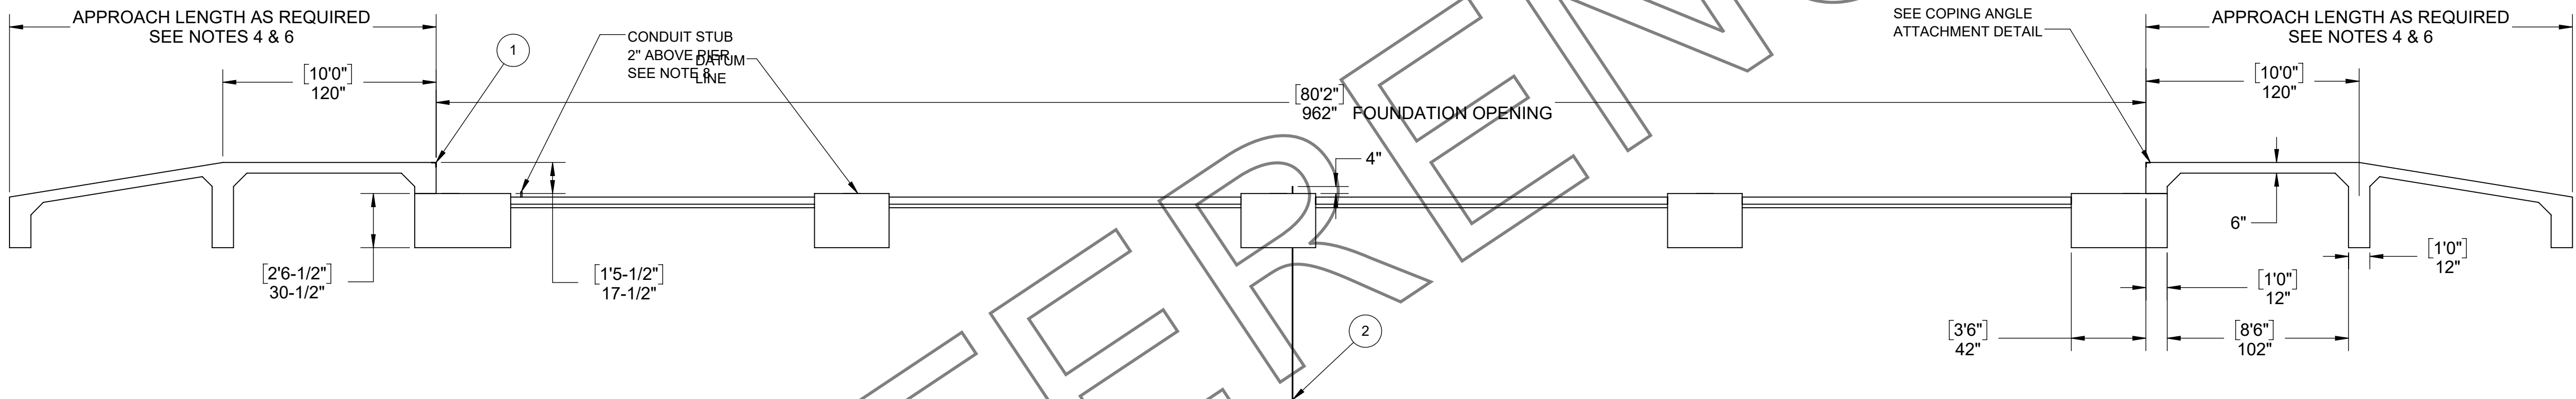 APPROACH LENGTH AS REQUIRED
SEE NOTES 4 & 6
[10'0"]
120"
1
CONDUIT STUB
2" ABOVE PIER
SEE NOTE 8
DATUM
LINE
[80'2"]
962" FOUNDATION OPENING
SEE COPING ANGLE
ATTACHMENT DETAIL
APPROACH LENGTH AS REQUIRED
SEE NOTES 4 & 6
[10'0"]
120"
4"
6"
[2'6-1/2"]
30-1/2"
[1'5-1/2"]
17-1/2"
2
[1'0"]
12"
[1'0"]
12"
[3'6"]
42"
[8'6"]
102"